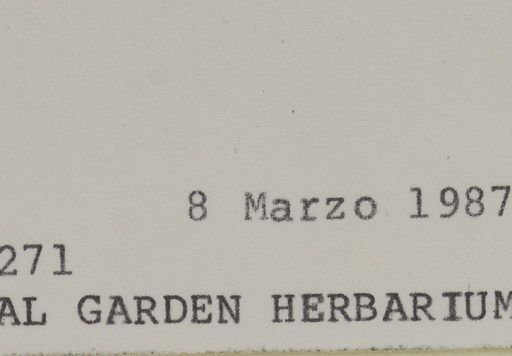 8 Marzo 1987
271
AL GARDEN HERBARIUM